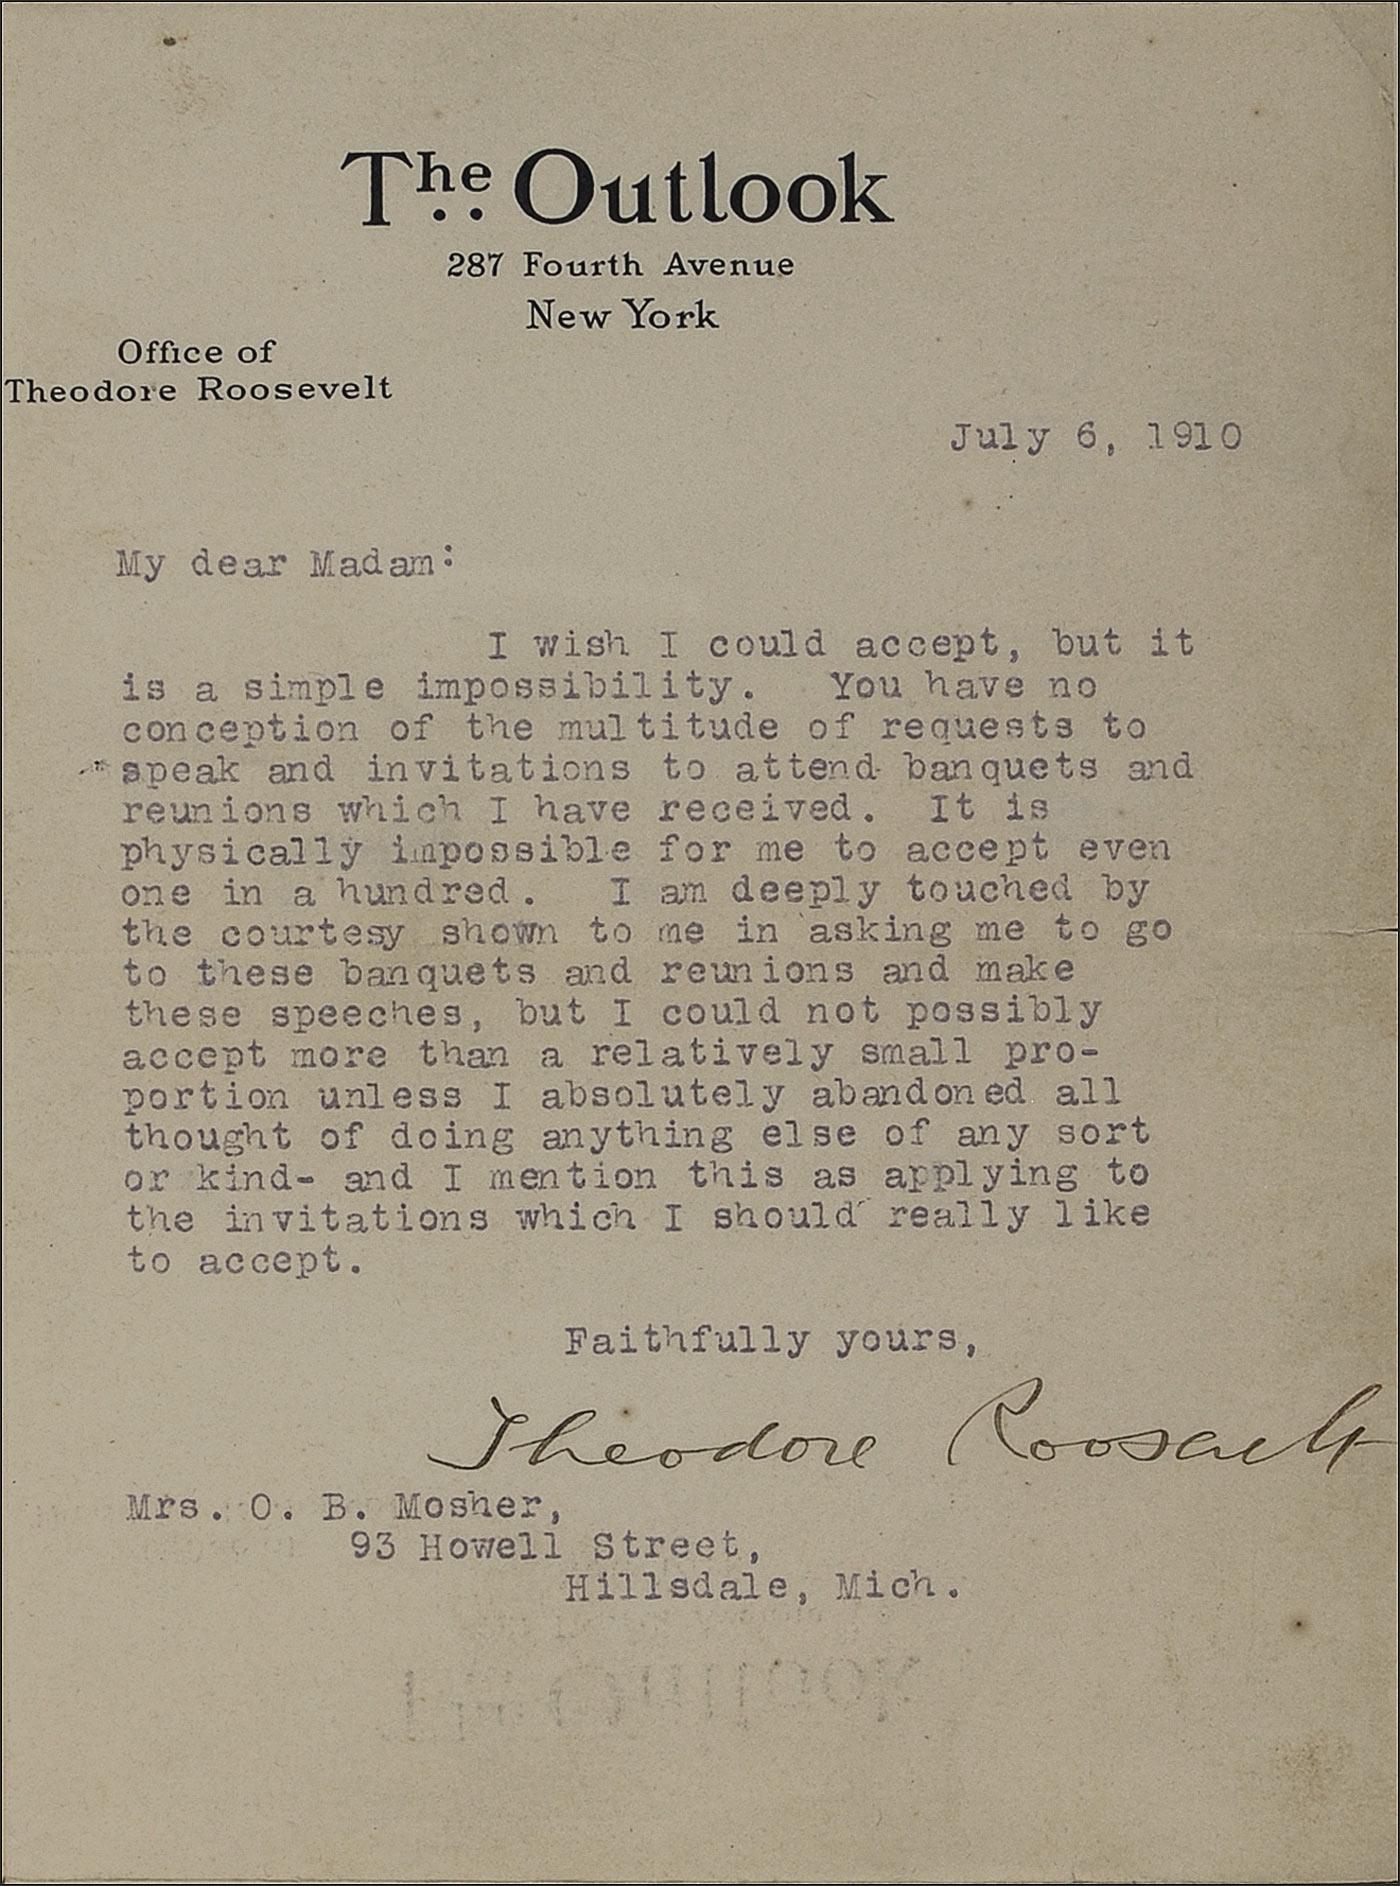 The Outlook
287 Fourth Avenue
New York
Office of
Theodore Roosevelt
July 6, 1910
My dear Madam:
I wish I could accept, but it
is a simple impossibility. You have no
conception of the multitude of requests to
speak and invitations to attend banquets and
reunions which I have received. It is
physically impossible for me to accept even
one in a hundred. I am deeply touched by
the courtesy shown to me in asking me to go
to these banquets and reunions and make
these speeches, but I could not possibly
accept more than a relatively small pro-
portion unless I absolutely abandoned all
thought of doing anything else of any sort
or kind- and I mention this as applying to
the invitations which I should really like
to accept.
Faithfully yours,
Theodore Roosevelt
Mrs. O. B. Mosher,
93 Howell Street,
Hillsdale, Mich.
The Outlook